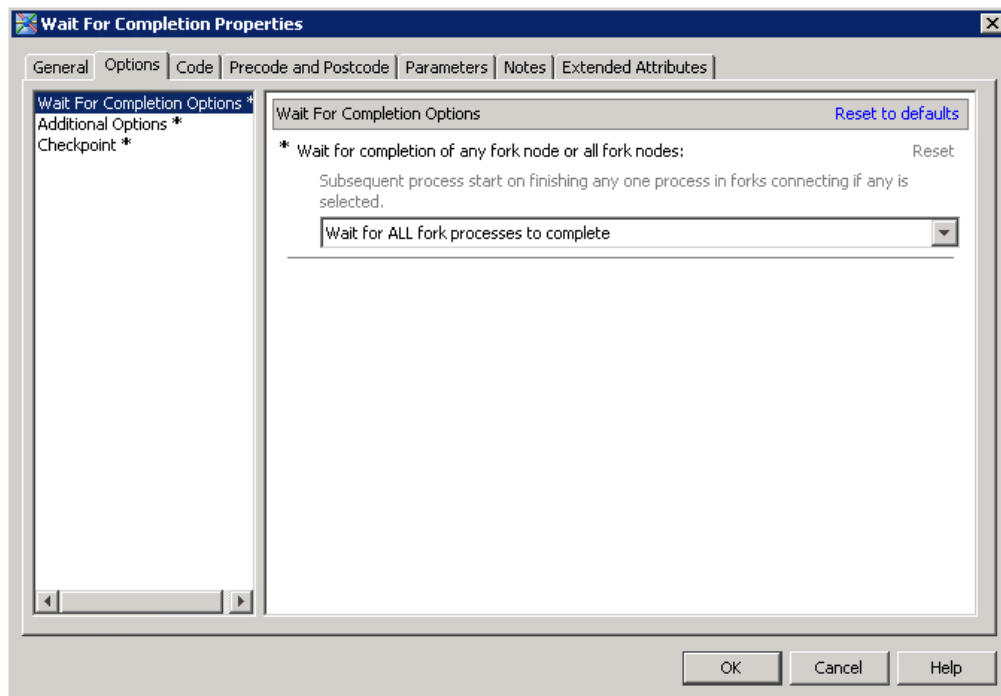 Wait For Completion Properties
General Options Code Precode and Postcode Parameters Notes Extended Attributes
Wait For Completion Options *
Additional Options *
Checkpoint *
Wait For Completion Options Reset to defaults
* Wait for completion of any fork node or all fork nodes: Reset
Subsequent process start on finishing any one process in forks connecting if any is
selected.
Wait for ALL fork processes to complete
OK Cancel Help